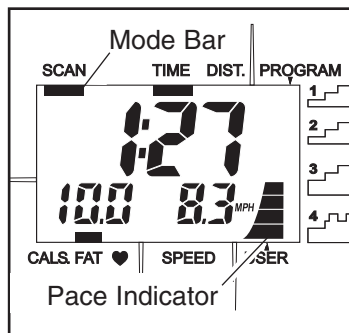 Mode Bar
SCAN TIME DIST. PROGRAM
1
1:27
2
3
10.0 8.3 MPH
4
CALS. FAT ♥ SPEED USER
Pace Indicator